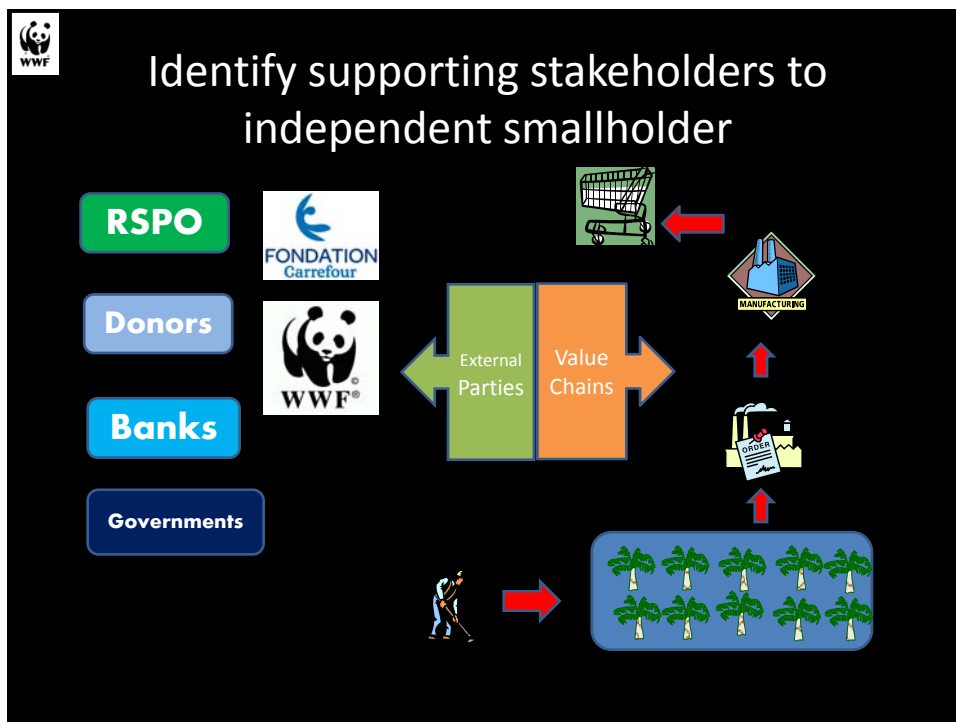 WWF
Identify supporting stakeholders to
independent smallholder
RSPO
FONDATION
Carrefour
Donors
WWF®
Banks
Governments
External
Parties
Value
Chains
MANUFACTURING
ORDER